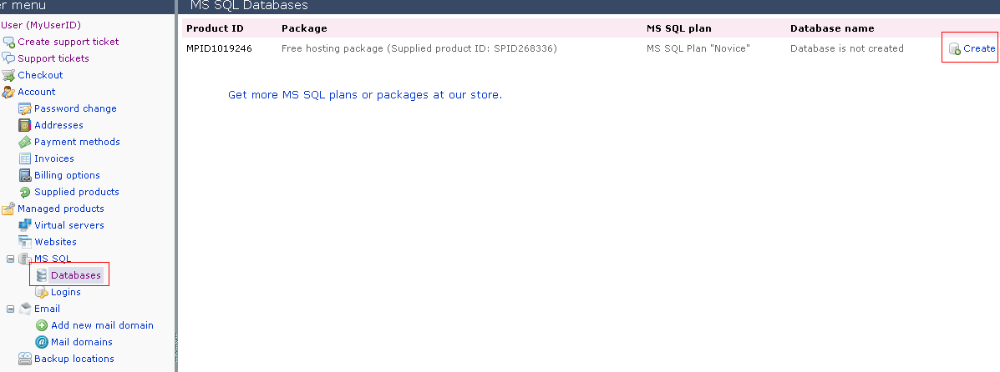 er menu
User (MyUserID)
Create support ticket
Support tickets
Checkout
Account
Password change
Addresses
Payment methods
Invoices
Billing options
Supplied products
Managed products
Virtual servers
Websites
MS SQL
Databases
Logins
Email
Add new mail domain
Mail domains
Backup locations
MS SQL Databases
Product ID Package MS SQL plan Database name
MPID1019246 Free hosting package (Supplied product ID: SPID268336) MS SQL Plan "Novice" Database is not created Create
Get more MS SQL plans or packages at our store.